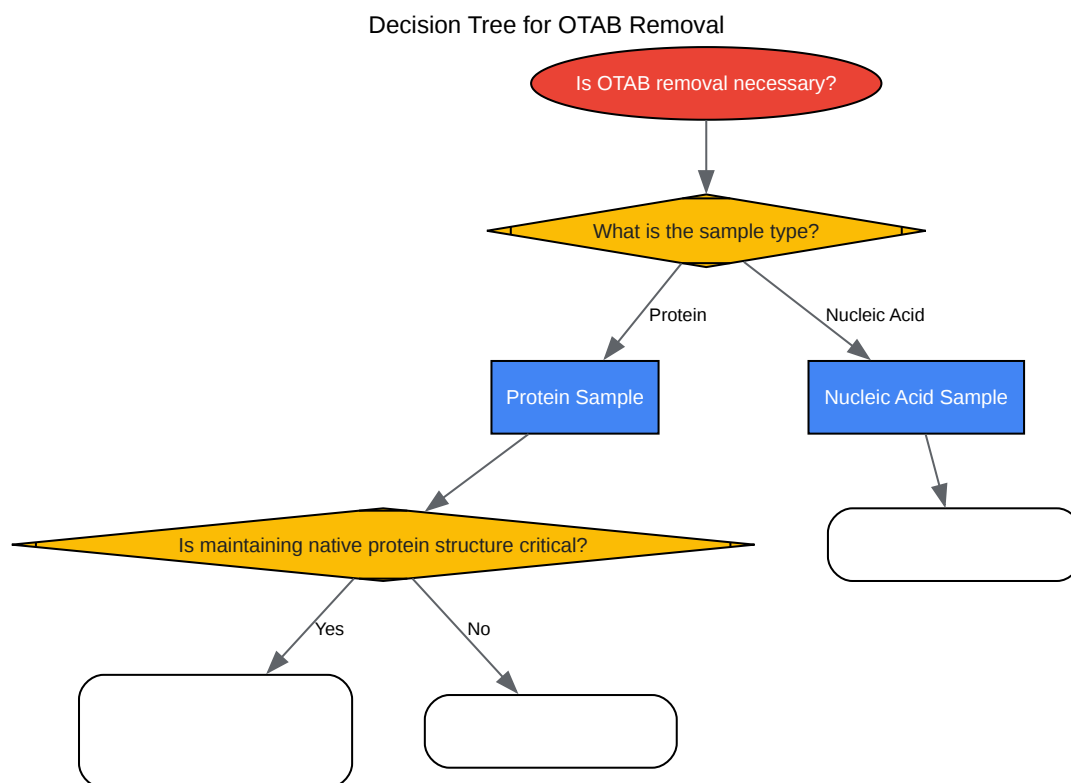 Decision Tree for OTAB Removal
Is OTAB removal necessary?
What is the sample type?
Protein
Nucleic Acid
Protein Sample
Nucleic Acid Sample
Is maintaining native protein structure critical?
Yes
No